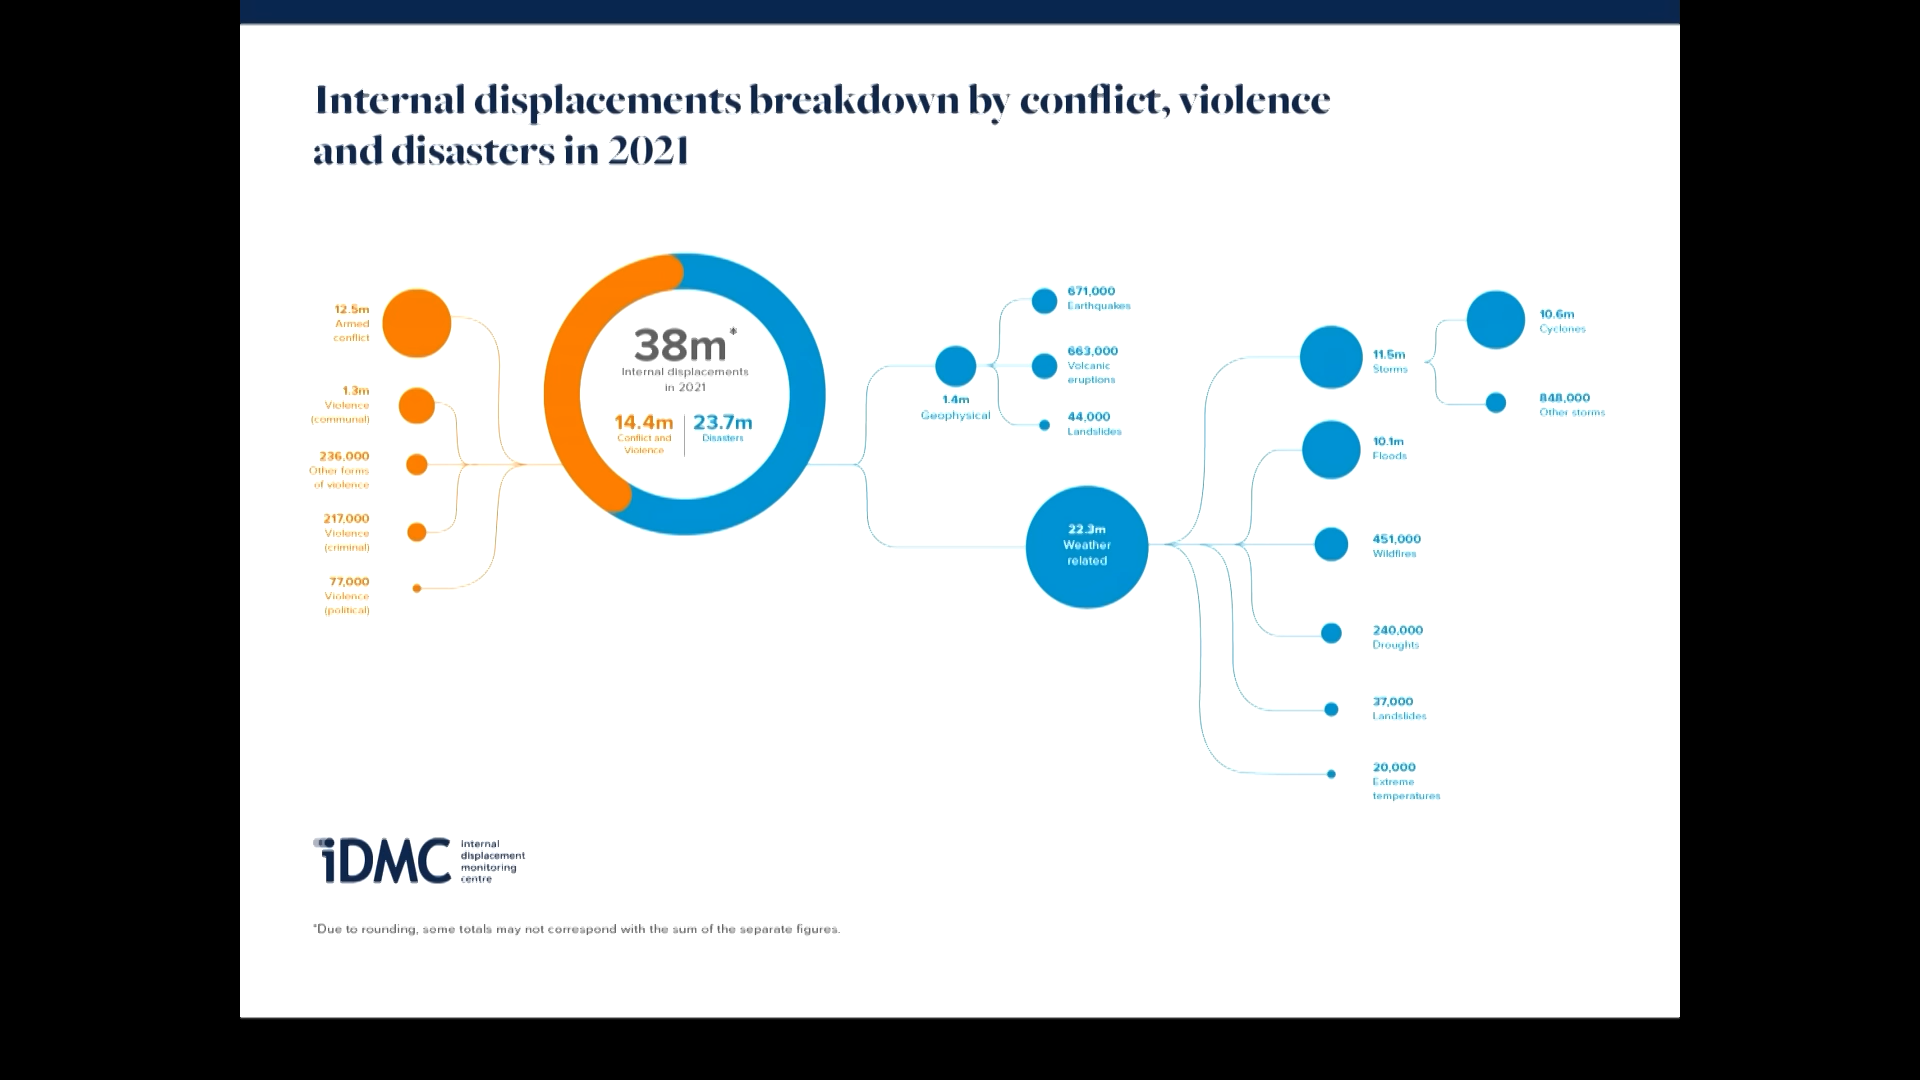 Internal displacements breakdown by conflict, violence
and disasters in 2021
12.5m
Armed
conflict
1.3m
Violence
(communal)
236,000
Other forms
of violence
217,000
Violence
(criminal)
77,000
Violence
(political)
38m*
Internal displacements
in 2021
14.4m
Conflict and
Violence
23.7m
Disasters
1.4m
Geophysical
671,000
Earthquakes
663,000
Volcanic
eruptions
44,000
Landslides
22.3m
Weather
related
11.5m
Storms
10.6m
Cyclones
848,000
Other storms
10.1m
Floods
451,000
Wildfires
240,000
Droughts
37,000
Landslides
20,000
Extreme
temperatures
iDMC
internal
displacement
monitoring
centre
*Due to rounding, some totals may not correspond with the sum of the separate figures.